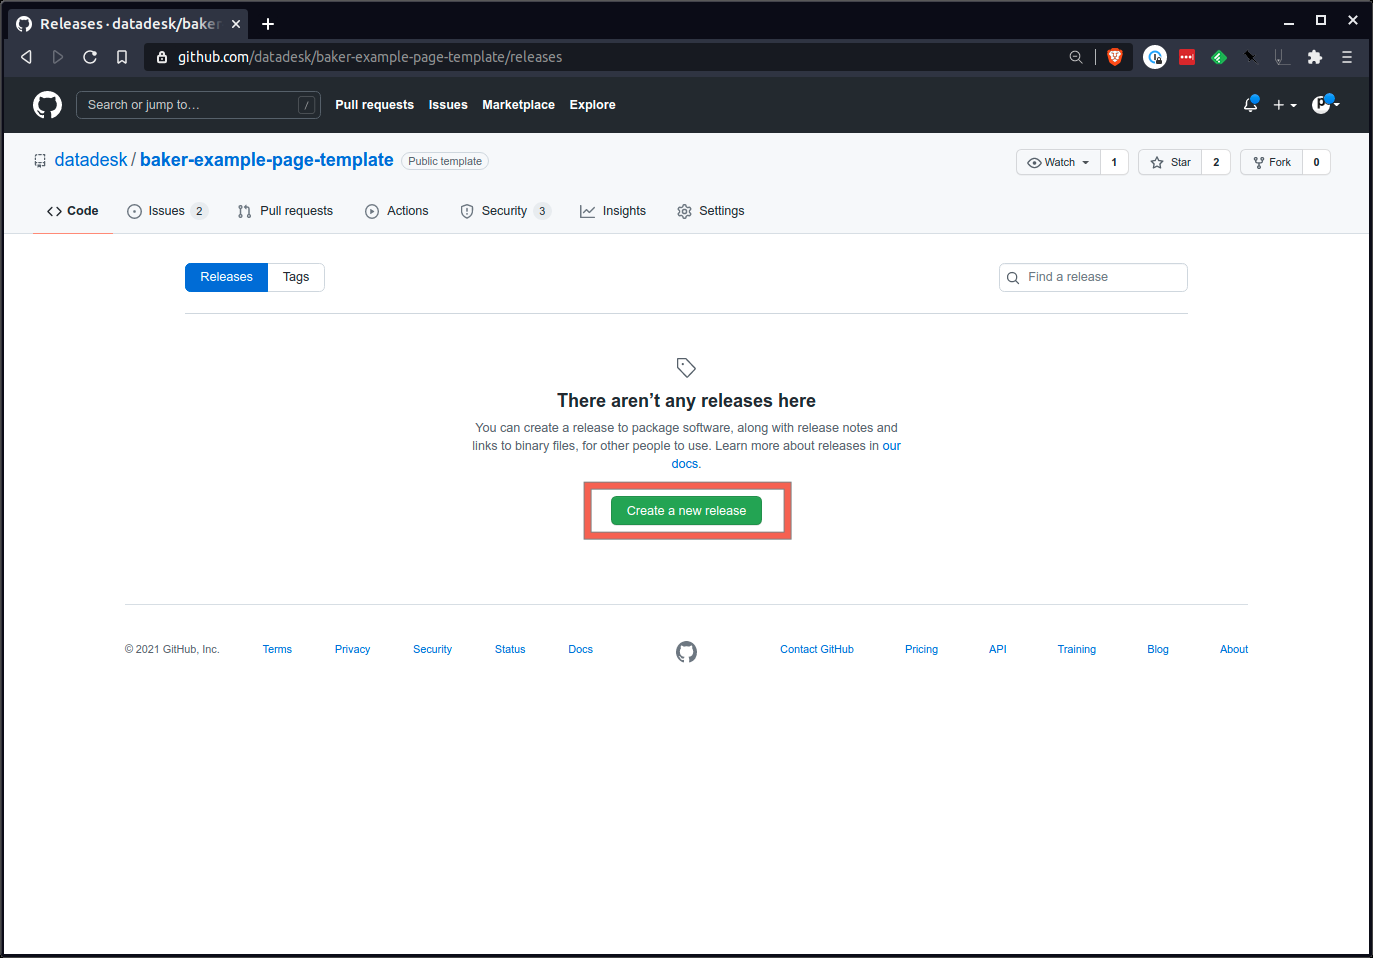 Releases · datadesk/baker
github.com/datadesk/baker-example-page-template/releases
Search or jump to… /
Pull requests Issues Marketplace Explore
datadesk / baker-example-page-template Public template
Watch 1 Star 2 Fork 0
Code Issues 2 Pull requests Actions Security 3 Insights Settings
Releases Tags
Find a release
There aren’t any releases here
You can create a release to package software, along with release notes and
links to binary files, for other people to use. Learn more about releases in our
docs.
Create a new release
© 2021 GitHub, Inc. Terms Privacy Security Status Docs Contact GitHub Pricing API Training Blog About